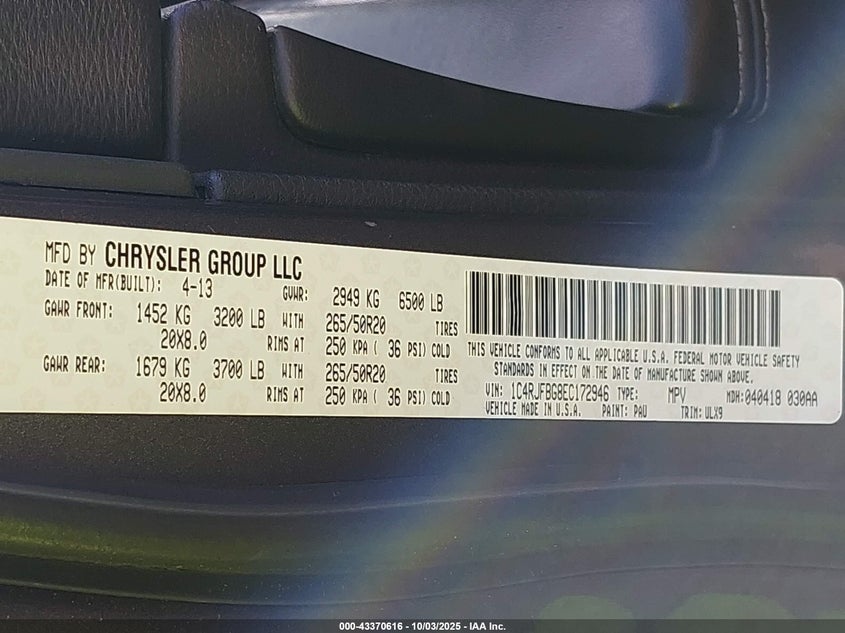 MFD BY CHRYSLER GROUP LLC
DATE OF MFR(BUILT): 4-13 GVWR: 2949 KG 6500 LB
GAWR FRONT: 1452 KG 3200 LB WITH 265/50R20 TIRES
20X8.0 RIMS AT 250 KPA ( 36 PSI) COLD
GAWR REAR: 1679 KG 3700 LB WITH 265/50R20 TIRES
20X8.0 RIMS AT 250 KPA ( 36 PSI) COLD
THIS VEHICLE CONFORMS TO ALL APPLICABLE U.S.A. FEDERAL MOTOR VEHICLE SAFETY
STANDARDS IN EFFECT ON THE DATE OF MANUFACTURE SHOWN ABOVE.
VIN: 1C4RJFBG8EC172946 TYPE: MPV MDH:040418 030AA
VEHICLE MADE IN U.S.A. PAINT: PAU TRIM: ULX9
000-43370616 - 10/03/2025 - IAA Inc.